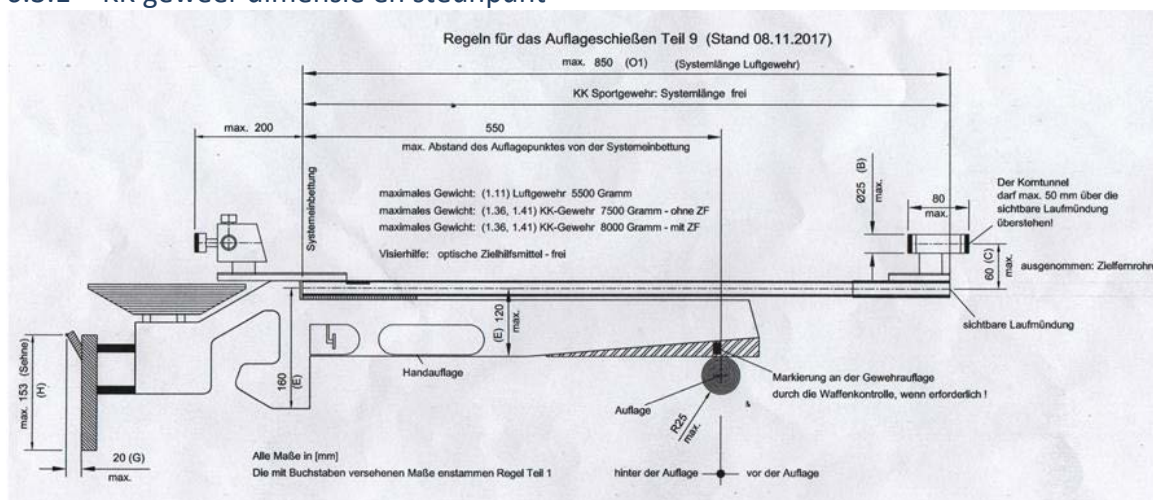 KK geweer dimensie en steunpunt
Regeln für das Auflageschießen Teil 9 (Stand 08.11.2017)
max. 850 (O1) (Systemlänge Luftgewehr)
KK Sportgewehr: Systemlänge frei
max. 200
550
max. Abstand des Auflagepunktes von der Systemeinbettung
Systemeinbettung
maximales Gewicht: (1.11) Luftgewehr 5500 Gramm
maximales Gewicht: (1.36, 1.41) KK-Gewehr 7500 Gramm - ohne ZF
maximales Gewicht: (1.36, 1.41) KK-Gewehr 8000 Gramm - mit ZF
Visierhilfe: optische Zielhilfsmittel - frei
Ø25 (B)
max.
80
max.
Der Korntunnel
darf max. 50 mm über die
sichtbare Laufmündung
überstehen!
60 (C)
max.
ausgenommen: Zielfernrohre
sichtbare Laufmündung
(E) 120
max.
160
(E)
Handauflage
max. 153 (Sehne)
(H)
20 (G)
max.
Auflage
R25
max.
Markierung an der Gewehrauflage
durch die Waffenkontrolle, wenn erforderlich !
Alle Maße in [mm]
Die mit Buchstaben versehenen Maße enstammen Regel Teil 1
hinter der Auflage
vor der Auflage